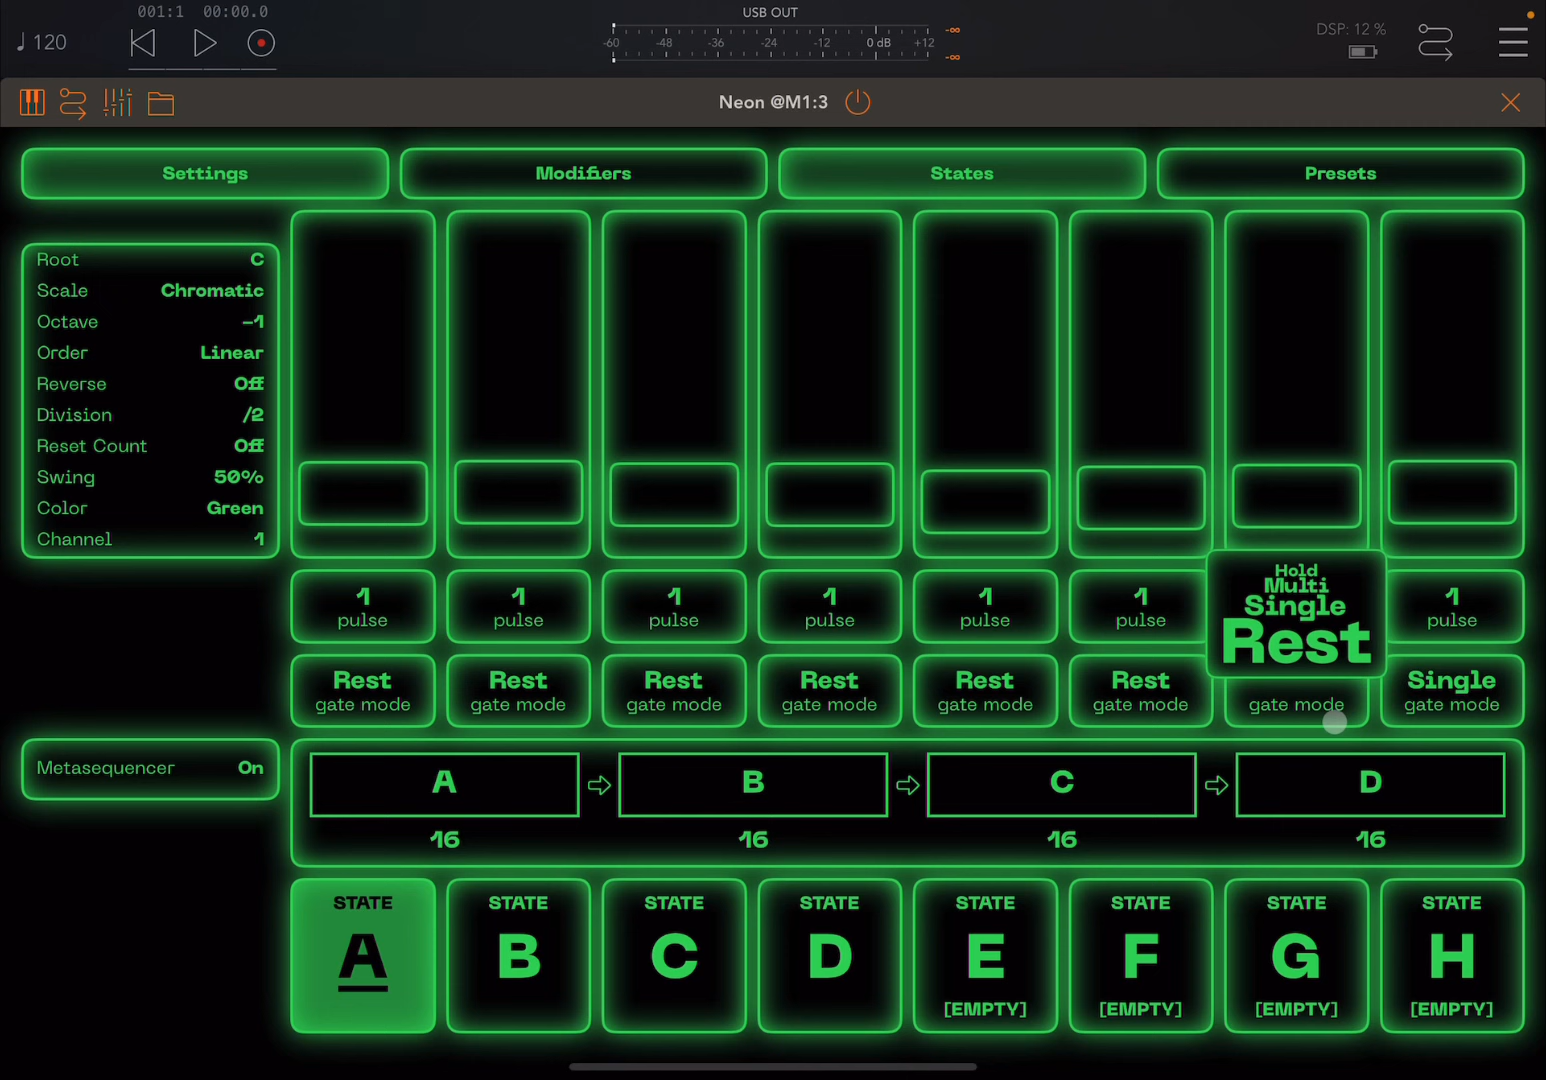 001:1 00:00.0
USB OUT
120
-60 -48 -36 -24 -12 0 dB +12
-∞
-∞
DSP: 12 %
Neon @M1:3
Settings
Modifiers
States
Presets
Root C
Scale Chromatic
Octave -1
Order Linear
Reverse Off
Division /2
Reset Count Off
Swing 50%
Color Green
Channel 1
1 1 1 1 1 1 1
pulse pulse pulse pulse pulse pulse pulse
Hold
Multi
Single
Rest
Rest Rest Rest Rest Rest Rest Single
gate mode gate mode gate mode gate mode gate mode gate mode gate mode gate mode
Metasequencer On
A B C D
16 16 16 16
STATE STATE STATE STATE STATE STATE STATE STATE
A B C D E F G H
[EMPTY] [EMPTY] [EMPTY] [EMPTY]